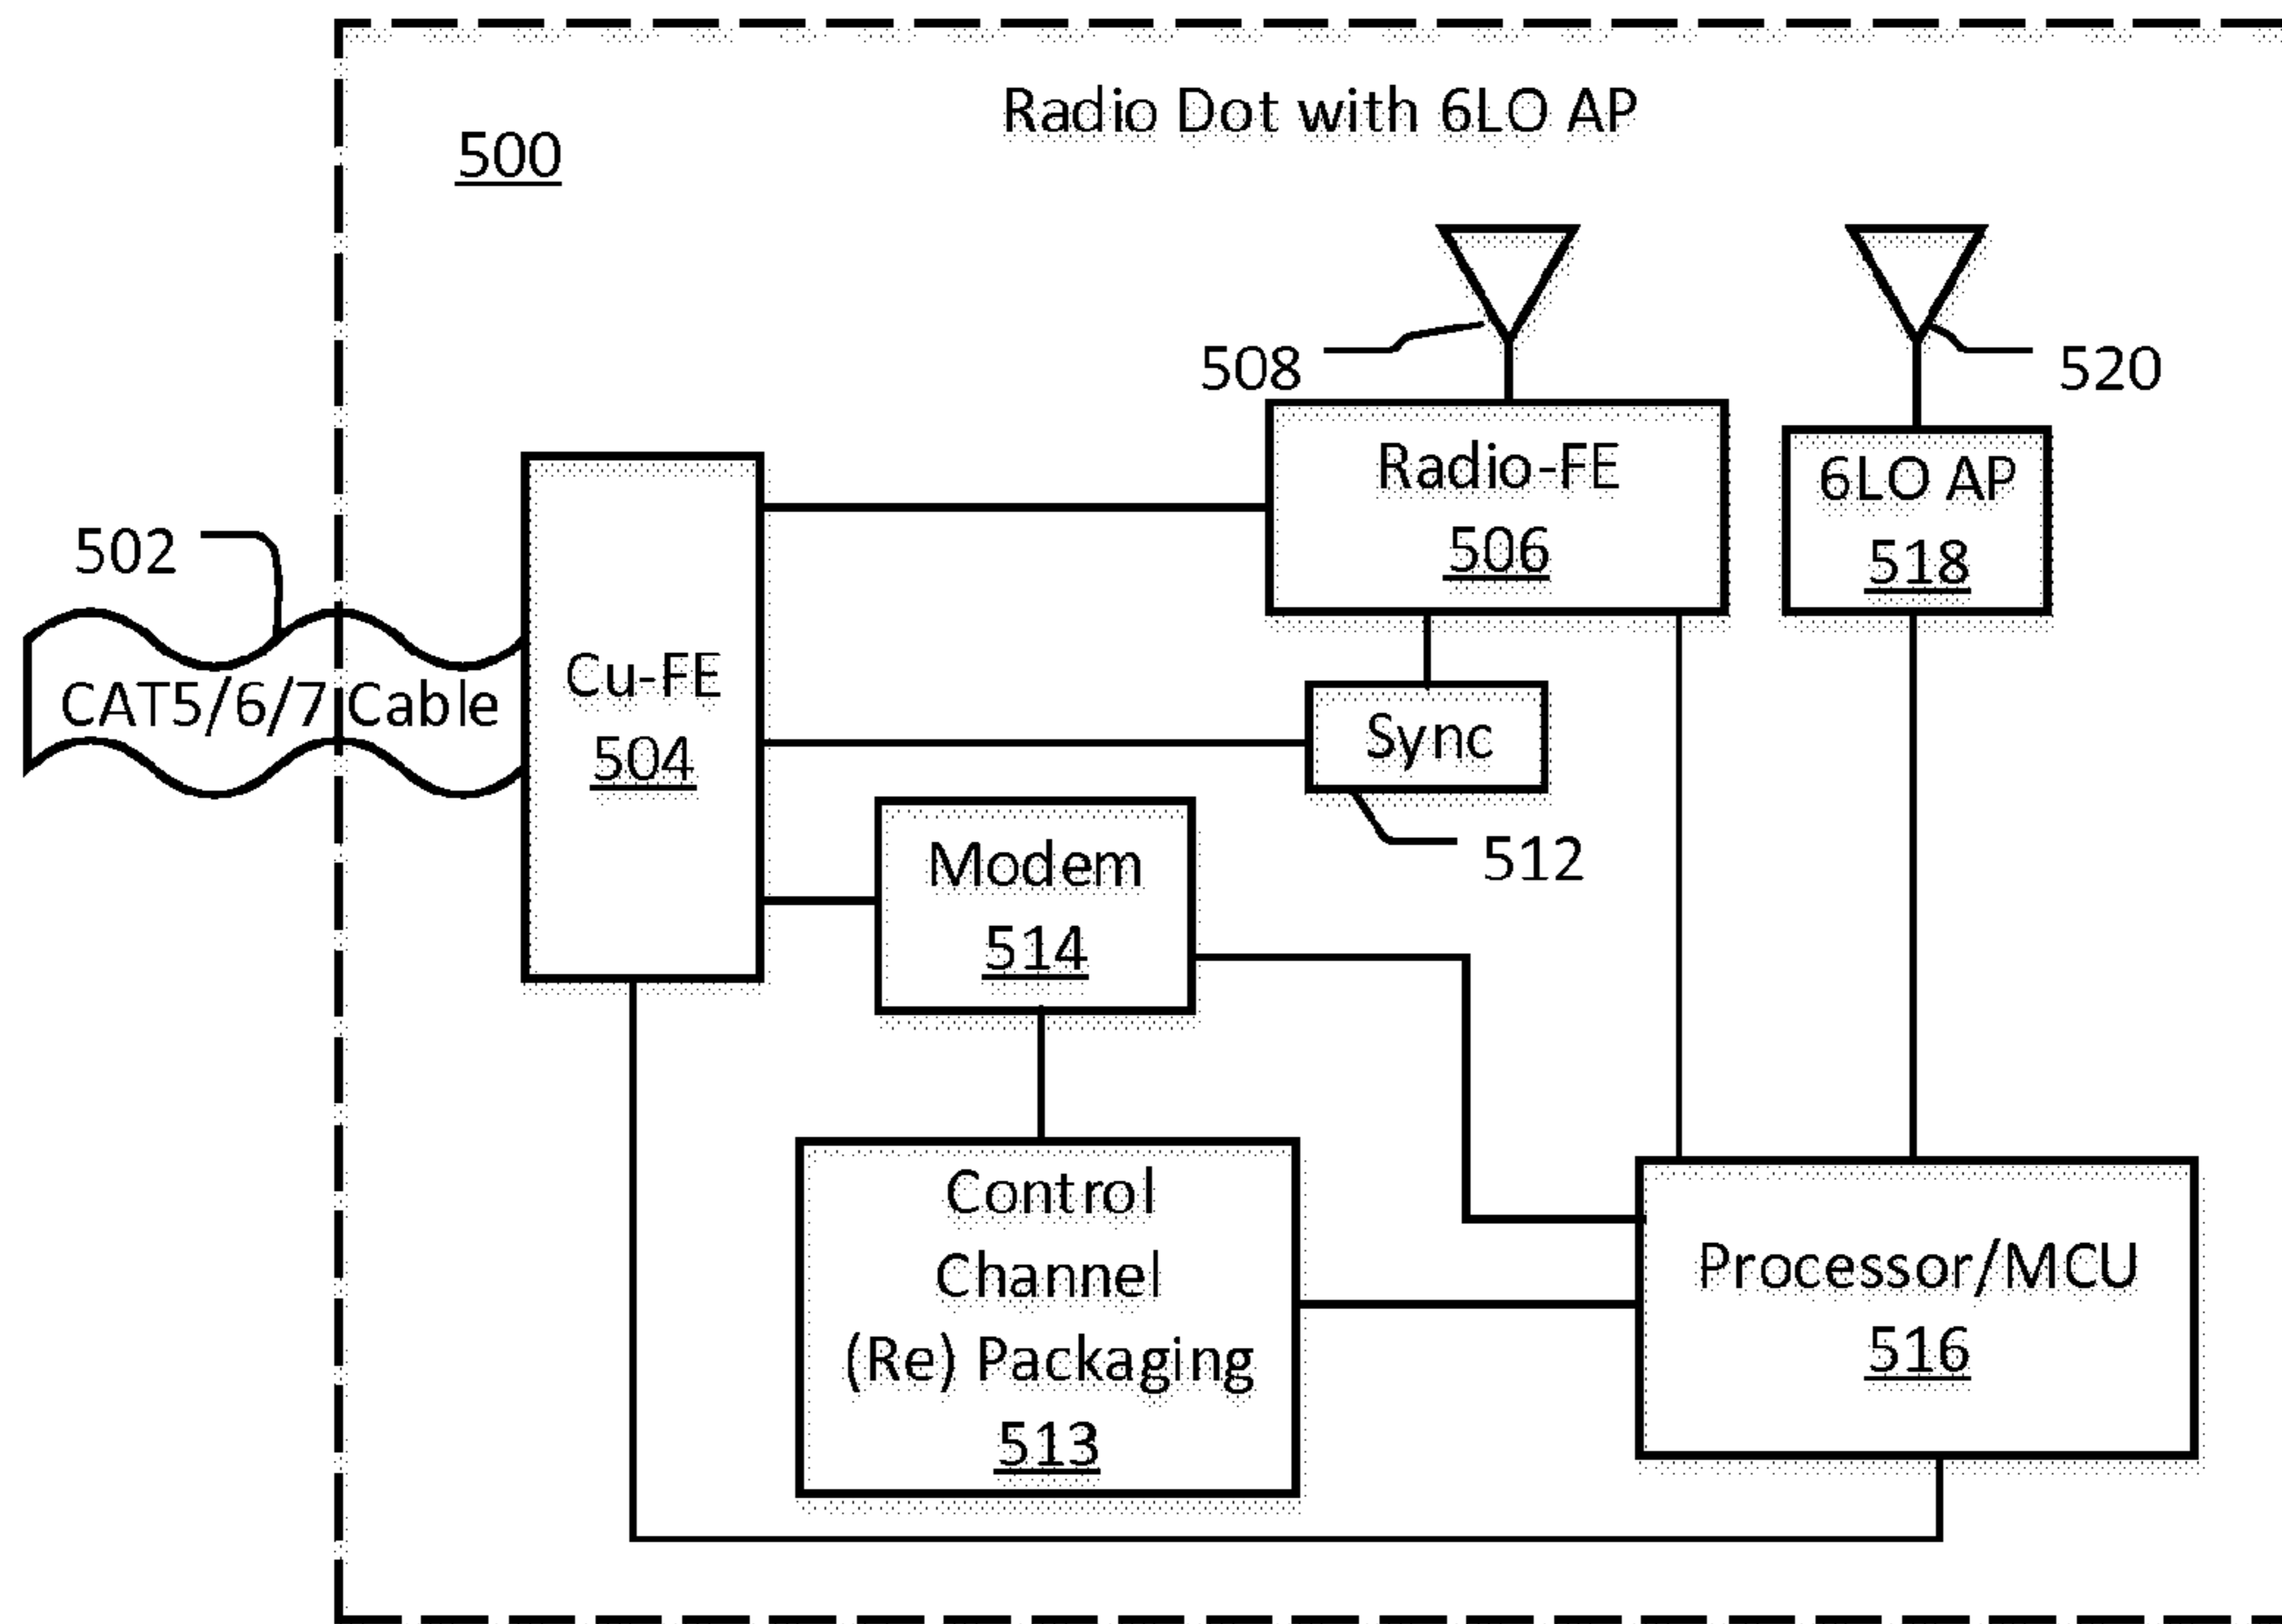 Radio Dot with 6LO AP
500
508
520
Radio-FE
506
6LO AP
518
502
CAT5/6/7 Cable
Cu-FE
504
Sync
512
Modem
514
Control
Channel
(Re) Packaging
513
Processor/MCU
516